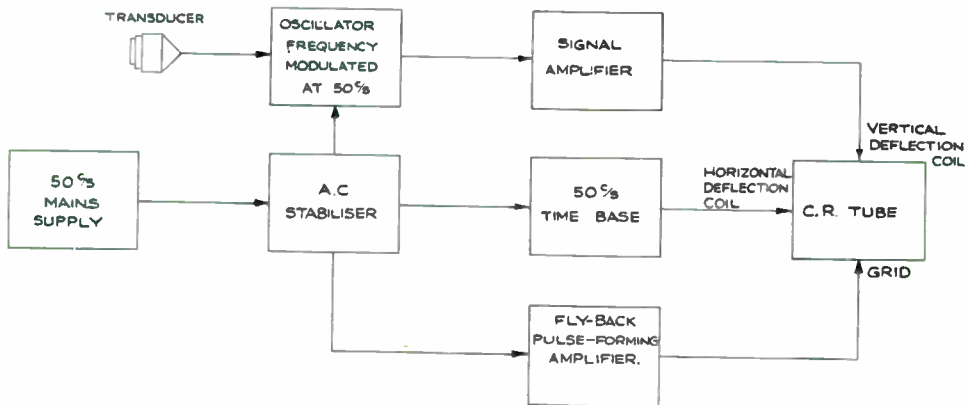 TRANSDUCER
OSCILLATOR
FREQUENCY
MODULATED
AT 50 c/s
SIGNAL
AMPLIFIER
VERTICAL
DEFLECTION
COIL
50 c/s
MAINS
SUPPLY
A.C
STABILISER
50 c/s
TIME BASE
HORIZONTAL
DEFLECTION
COIL
C.R. TUBE
GRID
FLY-BACK
PULSE-FORMING
AMPLIFIER.